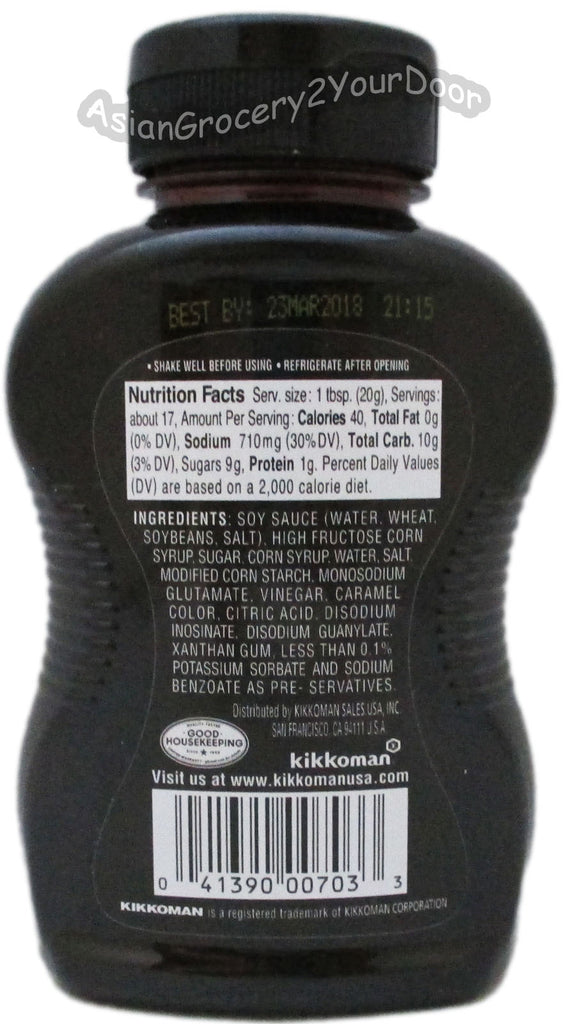 AsianGrocery2YourDoor
BEST BY: 23MAR2018 21:15
• SHAKE WELL BEFORE USING • REFRIGERATE AFTER OPENING
Nutrition Facts Serv. size: 1 tbsp. (20g), Servings:
about 17, Amount Per Serving: Calories 40, Total Fat 0g
(0% DV), Sodium 710mg (30%DV), Total Carb. 10g
(3% DV), Sugars 9g, Protein 1g. Percent Daily Values
(DV) are based on a 2,000 calorie diet.
INGREDIENTS: SOY SAUCE (WATER, WHEAT,
SOYBEANS, SALT), HIGH FRUCTOSE CORN
SYRUP, SUGAR, CORN SYRUP, WATER, SALT,
MODIFIED CORN STARCH, MONOSODIUM
GLUTAMATE, VINEGAR, CARAMEL
COLOR, CITRIC ACID, DISODIUM
INOSINATE, DISODIUM GUANYLATE,
XANTHAN GUM, LESS THAN 0.1%
POTASSIUM SORBATE AND SODIUM
BENZOATE AS PRE- SERVATIVES.
Distributed by KIKKOMAN SALES USA, INC.
SAN FRANCISCO, CA 94111 U.S.A.
GOOD
HOUSEKEEPING
kikkoman
Visit us at www.kikkomanusa.com
0 41390 00703 3
KIKKOMAN is a registered trademark of KIKKOMAN CORPORATION